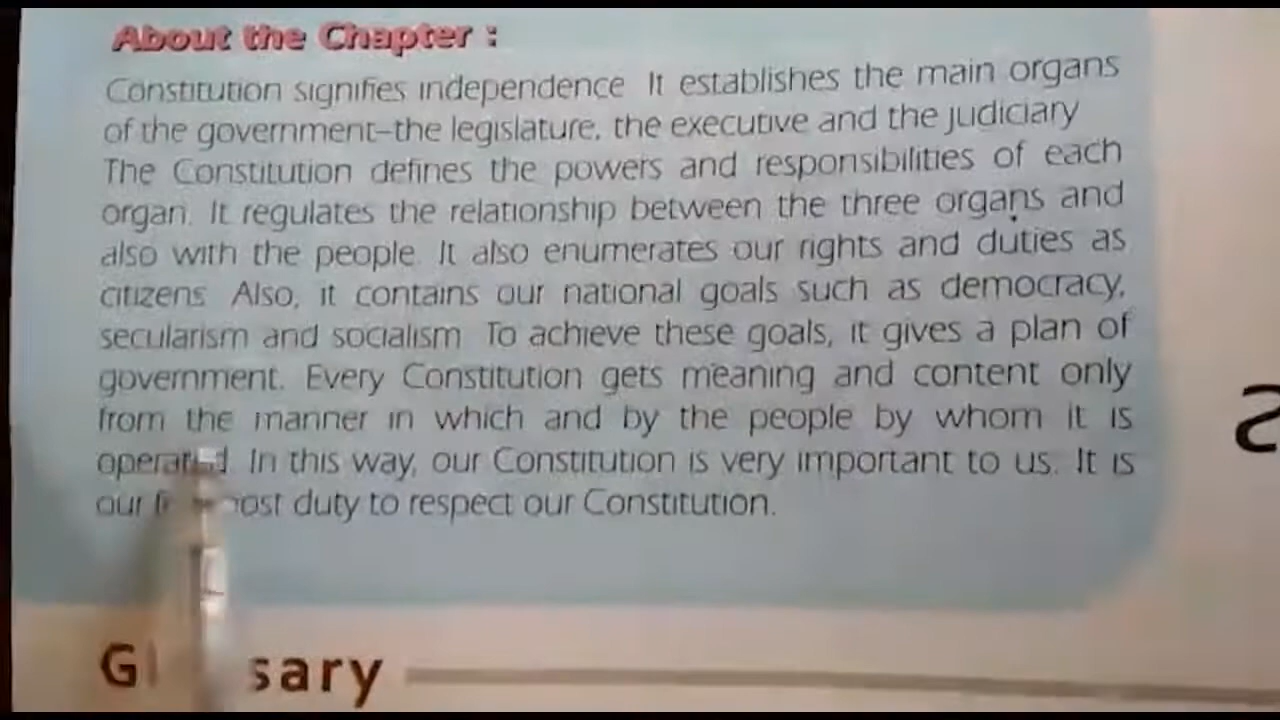 About the Chapter :
Constitution signifies independence It establishes the main organs
of the government–the legislature, the executive and the judiciary
The Constitution defines the powers and responsibilities of each
organ. It regulates the relationship between the three organs and
also with the people It also enumerates our rights and duties as
citizens Also, it contains our national goals such as democracy,
secularism and socialism To achieve these goals, it gives a plan of
government. Every Constitution gets meaning and content only
from the manner in which and by the people by whom it is
operated In this way, our Constitution is very important to us. It is
our duty to respect our Constitution.
2